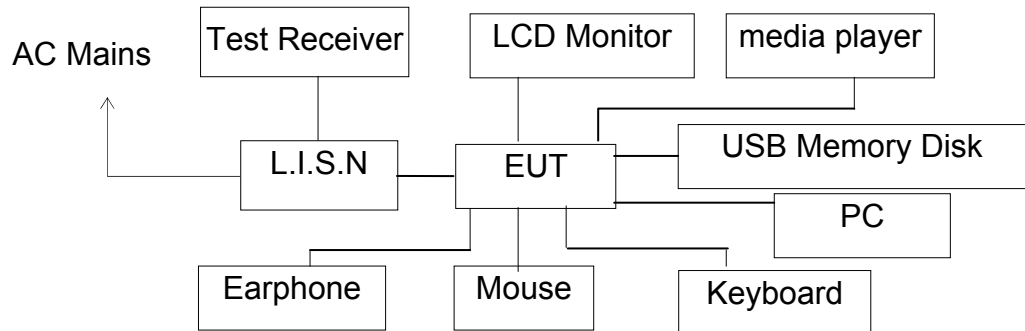 AC Mains
Test Receiver
LCD Monitor
media player
L.I.S.N
EUT
USB Memory Disk
PC
Earphone
Mouse
Keyboard